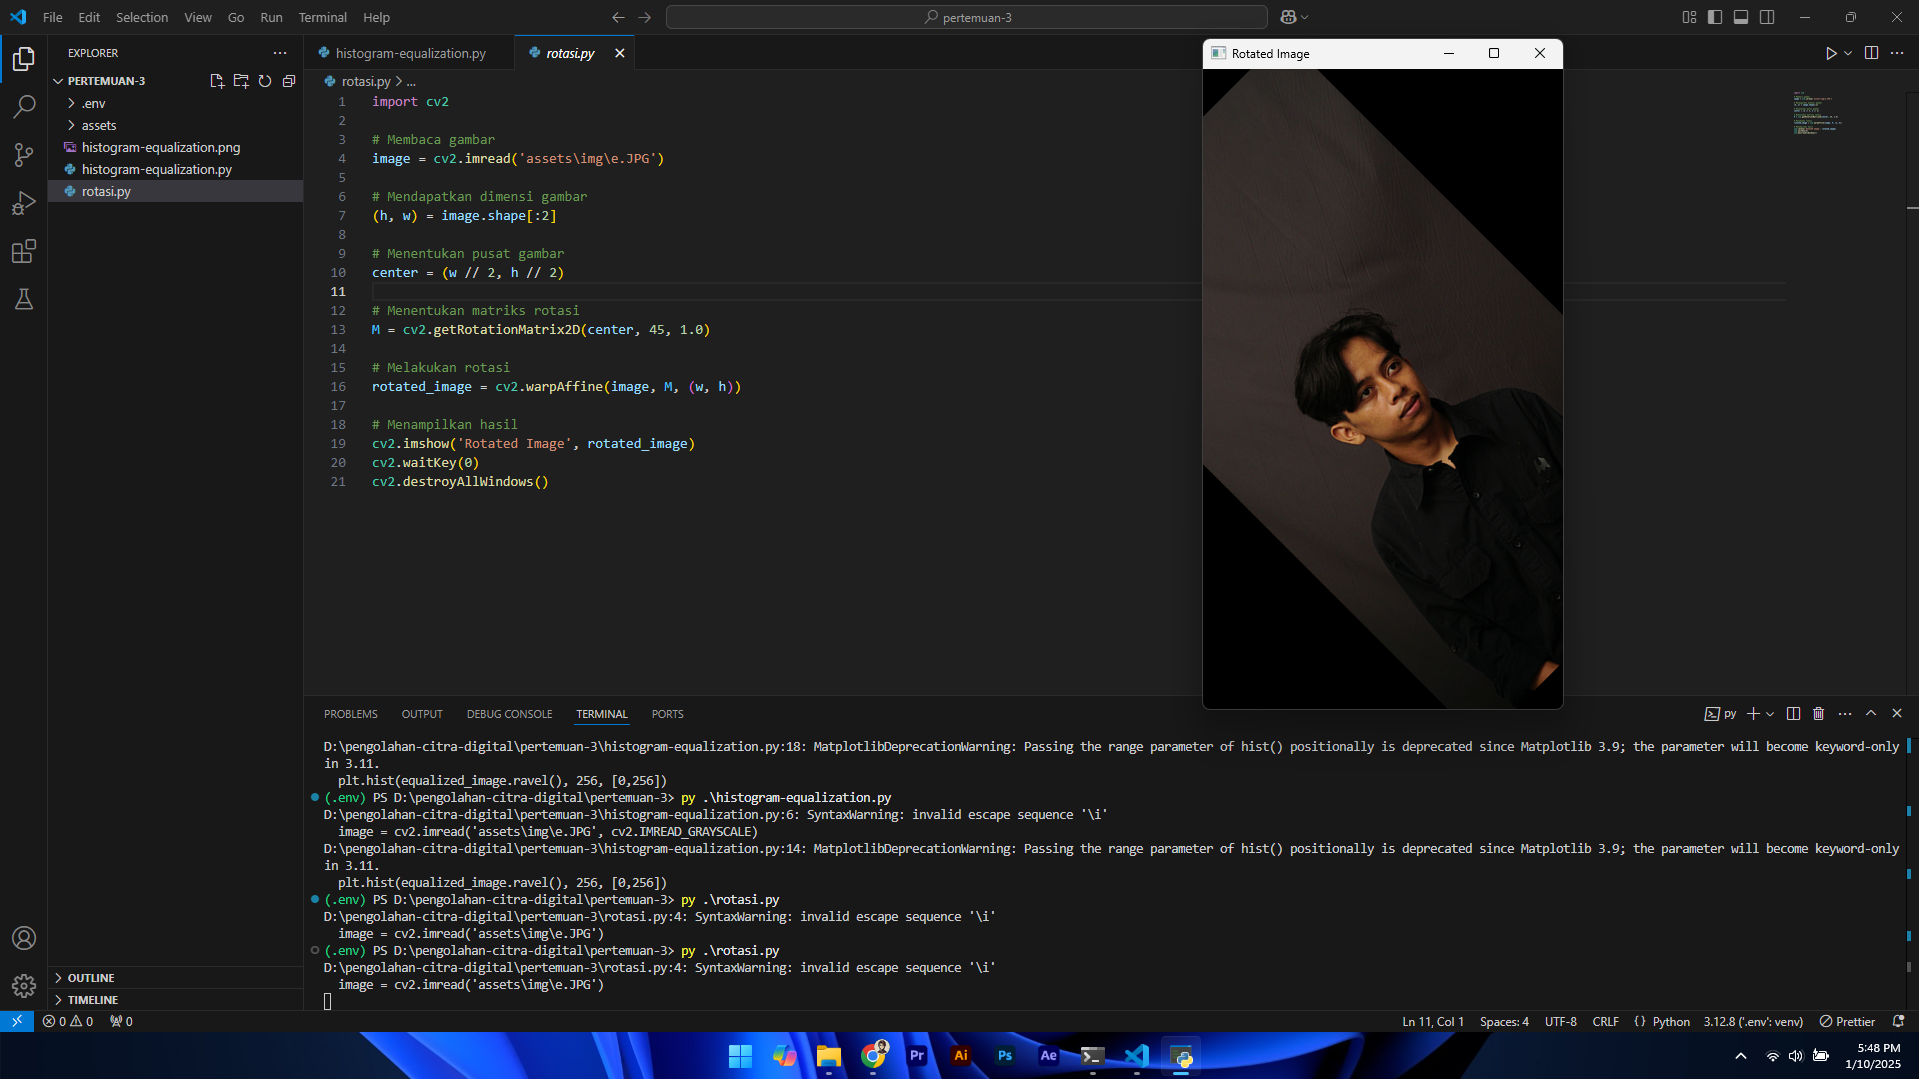 File Edit Selection View Go Run Terminal Help
pertemuan-3
EXPLORER
PERTEMUAN-3
.env
assets
histogram-equalization.png
histogram-equalization.py
rotasi.py
OUTLINE
TIMELINE
histogram-equalization.py
rotasi.py
rotasi.py > ...
1 import cv2
2
3 # Membaca gambar
4 image = cv2.imread('assets\img\e.JPG')
5
6 # Mendapatkan dimensi gambar
7 (h, w) = image.shape[:2]
8
9 # Menentukan pusat gambar
10 center = (w // 2, h // 2)
11
12 # Menentukan matriks rotasi
13 M = cv2.getRotationMatrix2D(center, 45, 1.0)
14
15 # Melakukan rotasi
16 rotated_image = cv2.warpAffine(image, M, (w, h))
17
18 # Menampilkan hasil
19 cv2.imshow('Rotated Image', rotated_image)
20 cv2.waitKey(0)
21 cv2.destroyAllWindows()
Rotated Image
PROBLEMS OUTPUT DEBUG CONSOLE TERMINAL PORTS
py
D:\pengolahan-citra-digital\pertemuan-3\histogram-equalization.py:18: MatplotlibDeprecationWarning: Passing the range parameter of hist() positionally is deprecated since Matplotlib 3.9; the parameter will become keyword-only
in 3.11.
plt.hist(equalized_image.ravel(), 256, [0,256])
(.env) PS D:\pengolahan-citra-digital\pertemuan-3> py .\histogram-equalization.py
D:\pengolahan-citra-digital\pertemuan-3\histogram-equalization.py:6: SyntaxWarning: invalid escape sequence '\i'
image = cv2.imread('assets\img\e.JPG', cv2.IMREAD_GRAYSCALE)
D:\pengolahan-citra-digital\pertemuan-3\histogram-equalization.py:14: MatplotlibDeprecationWarning: Passing the range parameter of hist() positionally is deprecated since Matplotlib 3.9; the parameter will become keyword-only
in 3.11.
plt.hist(equalized_image.ravel(), 256, [0,256])
(.env) PS D:\pengolahan-citra-digital\pertemuan-3> py .\rotasi.py
D:\pengolahan-citra-digital\pertemuan-3\rotasi.py:4: SyntaxWarning: invalid escape sequence '\i'
image = cv2.imread('assets\img\e.JPG')
(.env) PS D:\pengolahan-citra-digital\pertemuan-3> py .\rotasi.py
D:\pengolahan-citra-digital\pertemuan-3\rotasi.py:4: SyntaxWarning: invalid escape sequence '\i'
image = cv2.imread('assets\img\e.JPG')
0 0 0
Ln 11, Col 1 Spaces: 4 UTF-8 CRLF {} Python 3.12.8 ('.env': venv) Prettier
Pr Ai Ps Ae
5:48 PM
1/10/2025